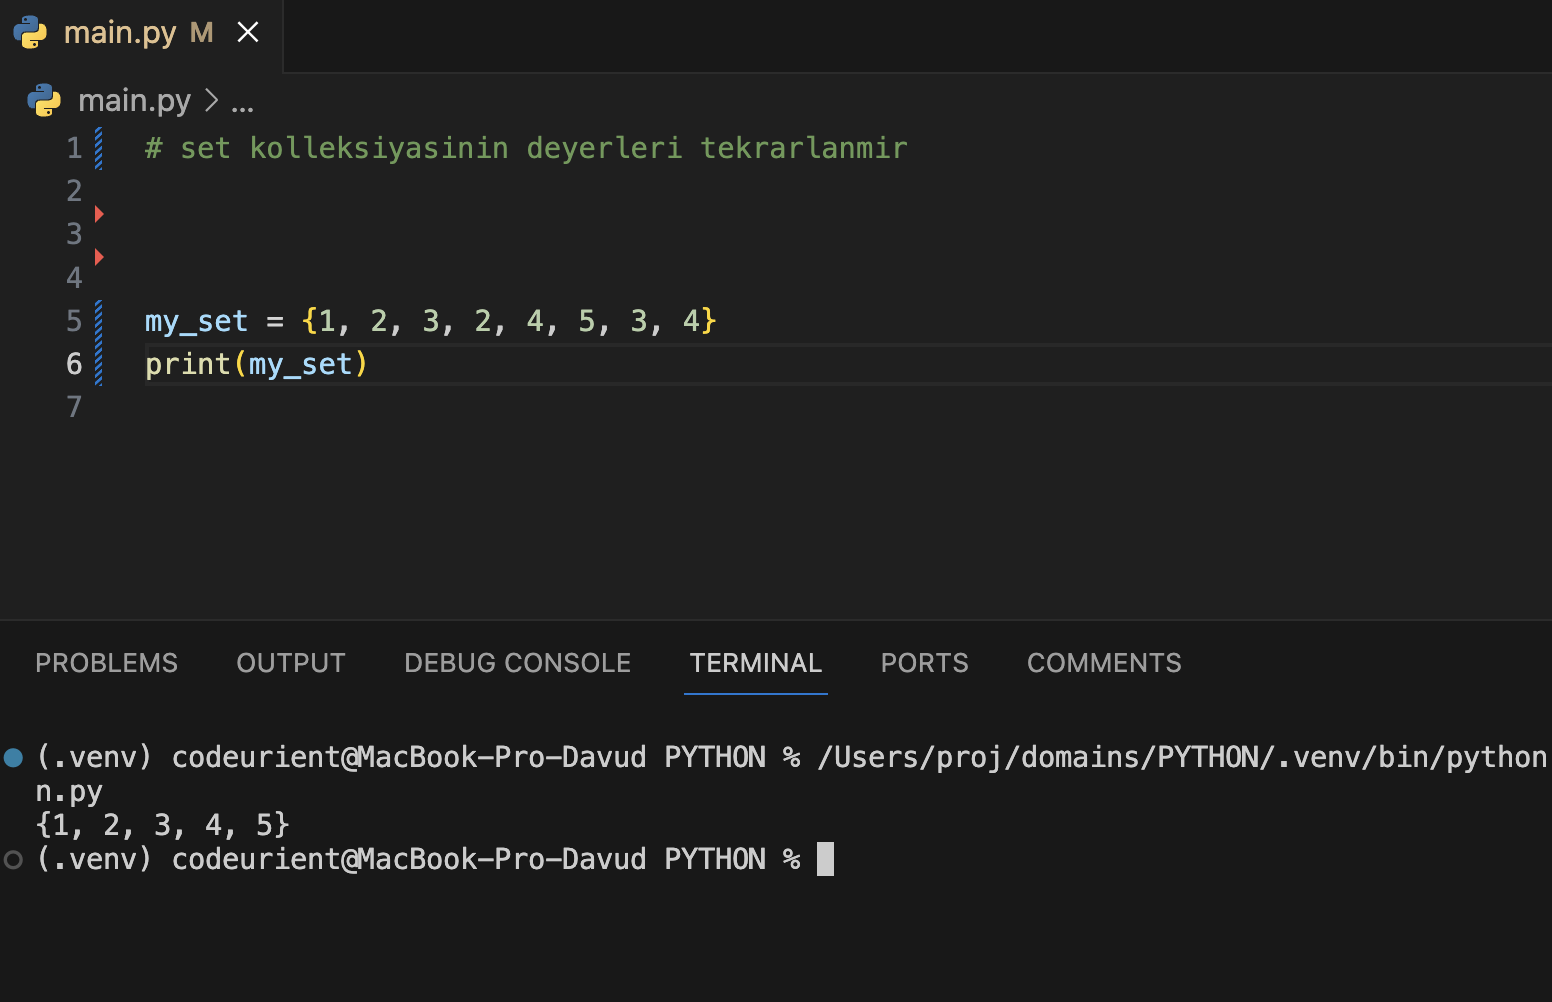 main.py M
main.py > ...
1 # set kolleksiyasinin deyerleri tekrarlanmir
2
3
4
5 my_set = {1, 2, 3, 2, 4, 5, 3, 4}
6 print(my_set)
7
PROBLEMS OUTPUT DEBUG CONSOLE TERMINAL PORTS COMMENTS
(.venv) codeurient@MacBook-Pro-Davud PYTHON % /Users/proj/domains/PYTHON/.venv/bin/python
n.py
{1, 2, 3, 4, 5}
(.venv) codeurient@MacBook-Pro-Davud PYTHON %